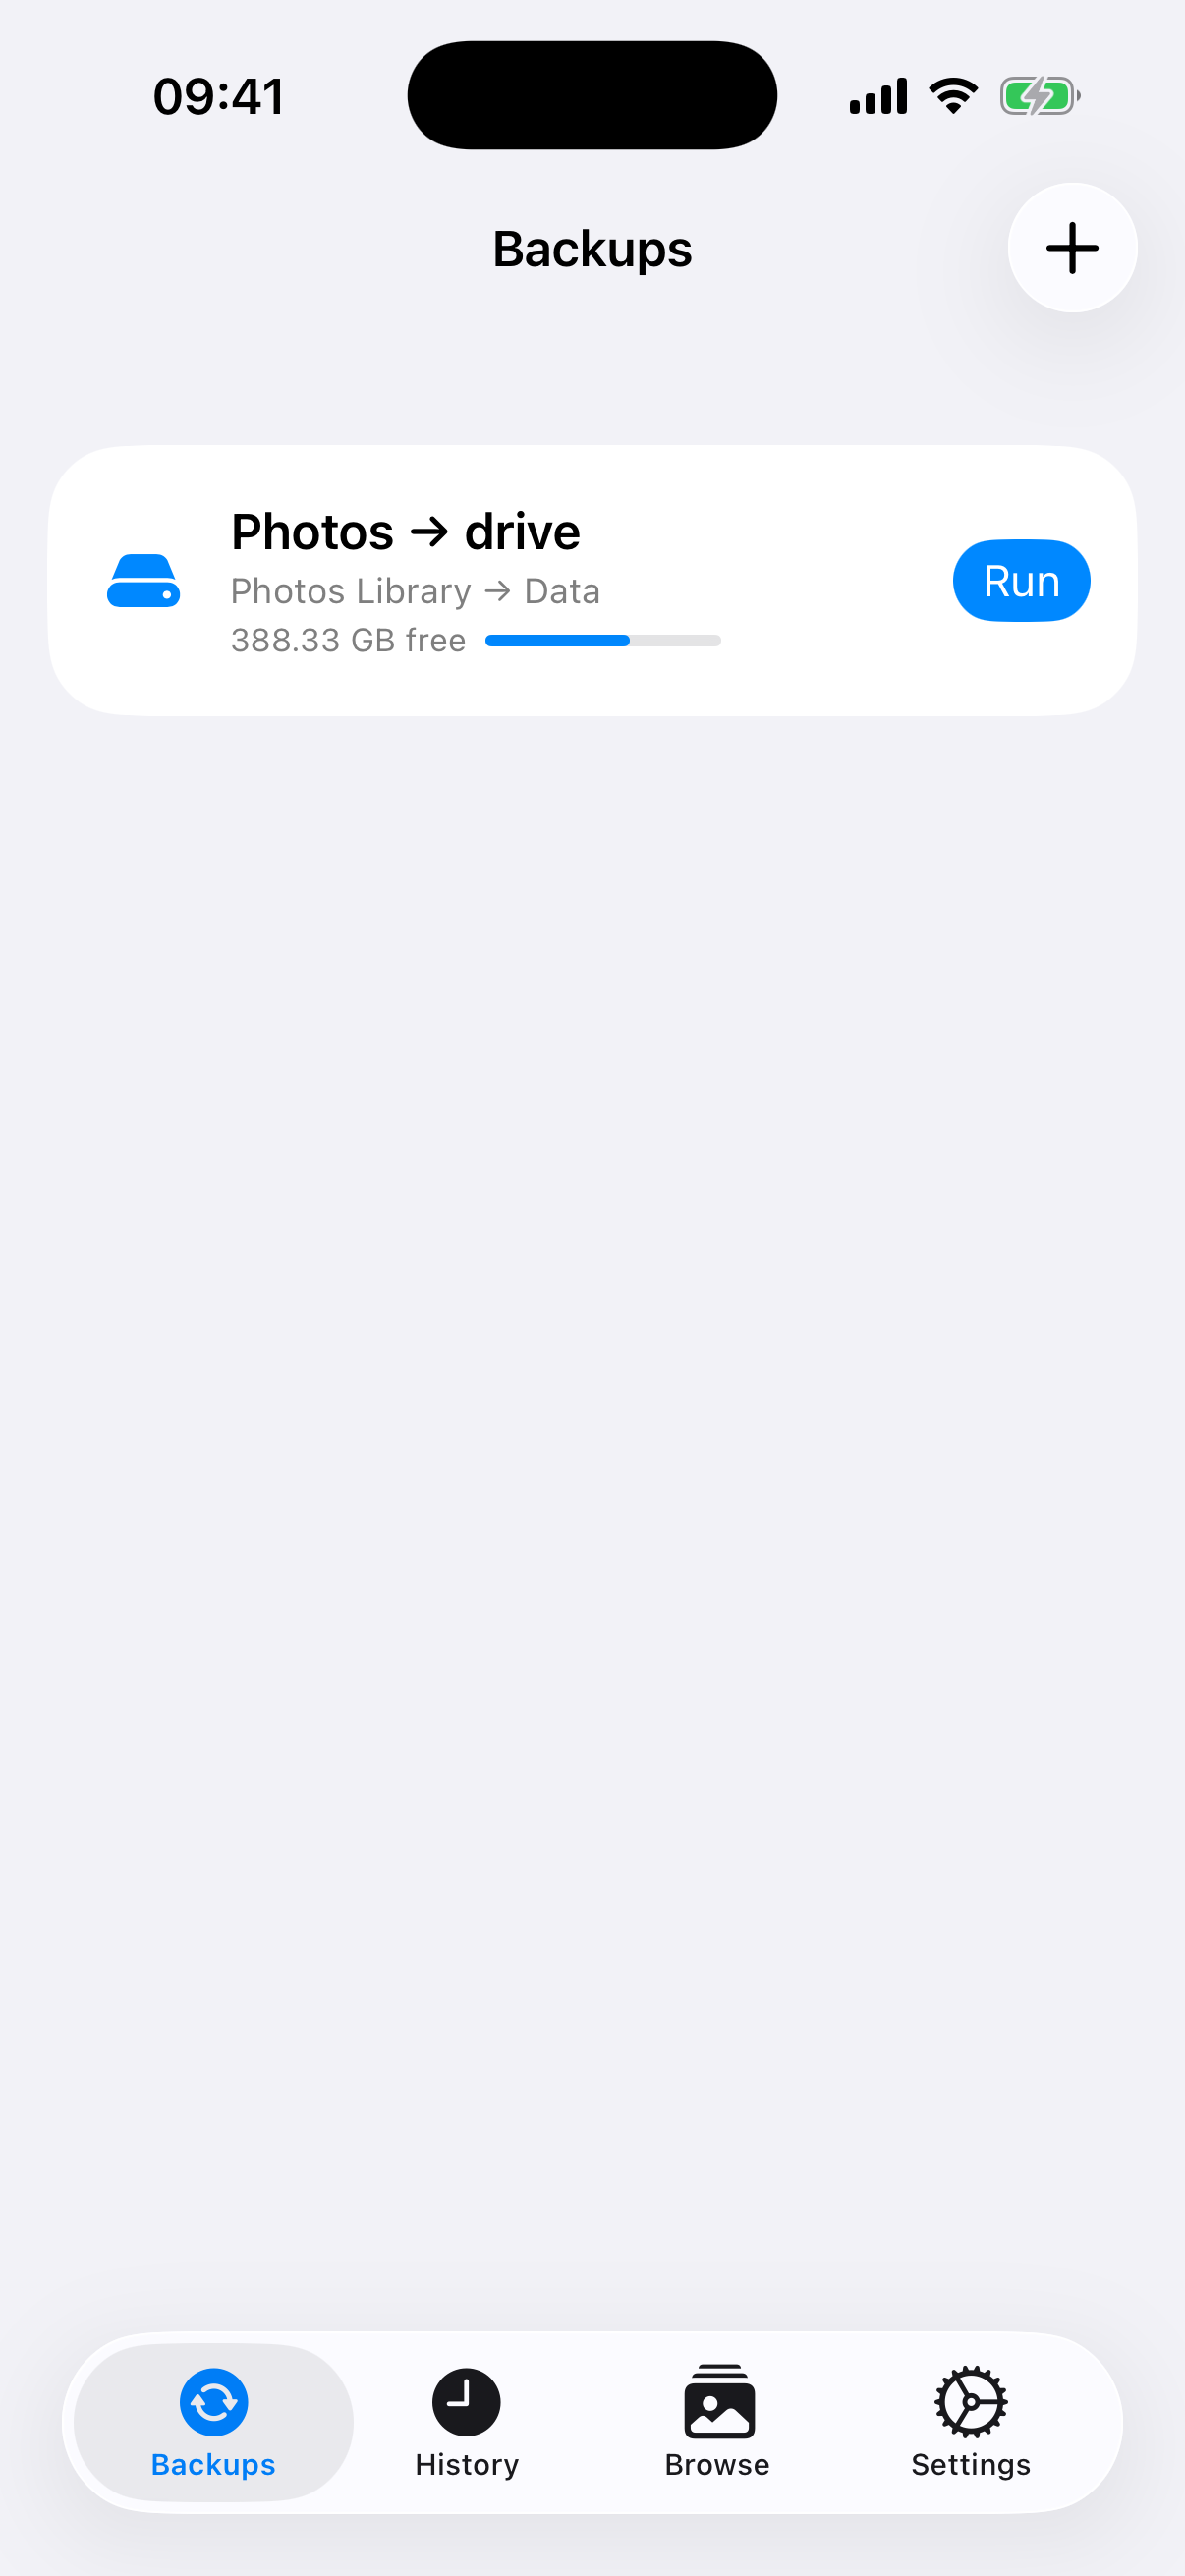 09:41
Backups
Photos → drive
Photos Library → Data
388.33 GB free
Run
Backups
History
Browse
Settings